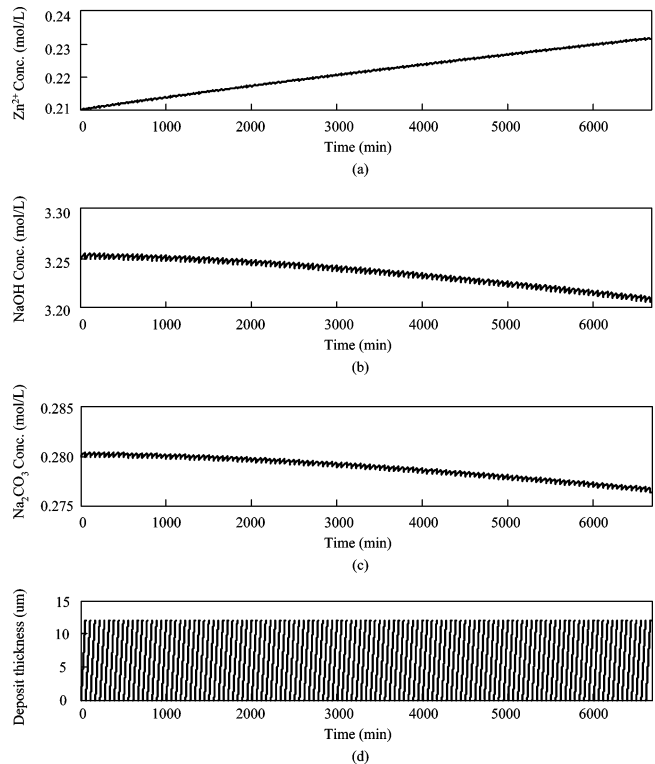 0.24
0.23
0.22
0.21
Zn2+ Conc. (mol/L)
0 1000 2000 3000 4000 5000 6000
Time (min)
(a)
3.30
3.25
3.20
NaOH Conc. (mol/L)
0 1000 2000 3000 4000 5000 6000
Time (min)
(b)
0.285
0.280
0.275
Na2CO3 Conc. (mol/L)
0 1000 2000 3000 4000 5000 6000
Time (min)
(c)
15
10
5
0
Deposit thickness (um)
0 1000 2000 3000 4000 5000 6000
Time (min)
(d)